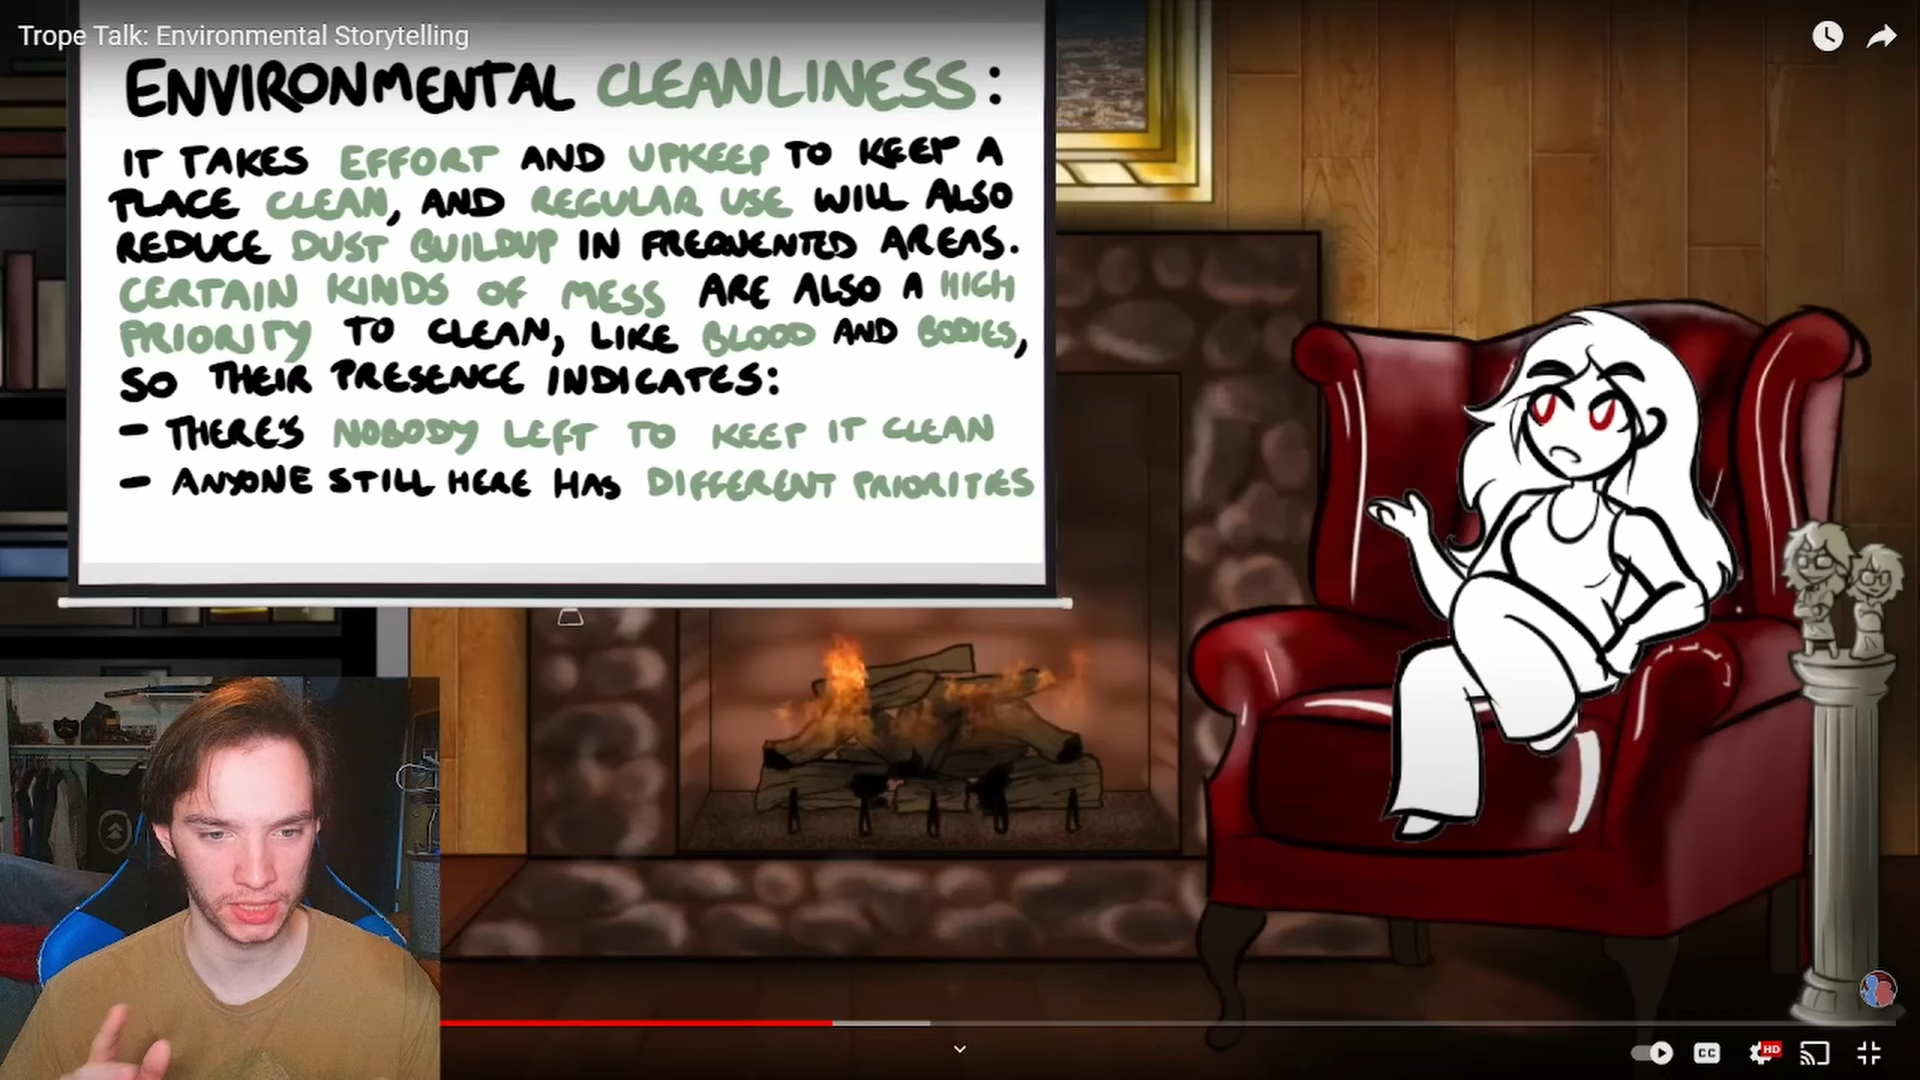 Trope Talk: Environmental Storytelling
ENVIRONMENTAL CLEANLINESS:
IT TAKES EFFORT AND UPKEEP TO KEEP A
PLACE CLEAN, AND REGULAR USE WILL ALSO
REDUCE DUST BUILDUP IN FREQUENTED AREAS.
CERTAIN KINDS OF MESS ARE ALSO A HIGH
PRIORITY TO CLEAN, LIKE BLOOD AND BODIES,
SO THEIR PRESENCE INDICATES:
- THERE'S NOBODY LEFT TO KEEP IT CLEAN
- ANYONE STILL HERE HAS DIFFERENT PRIORITIES
CC
HD